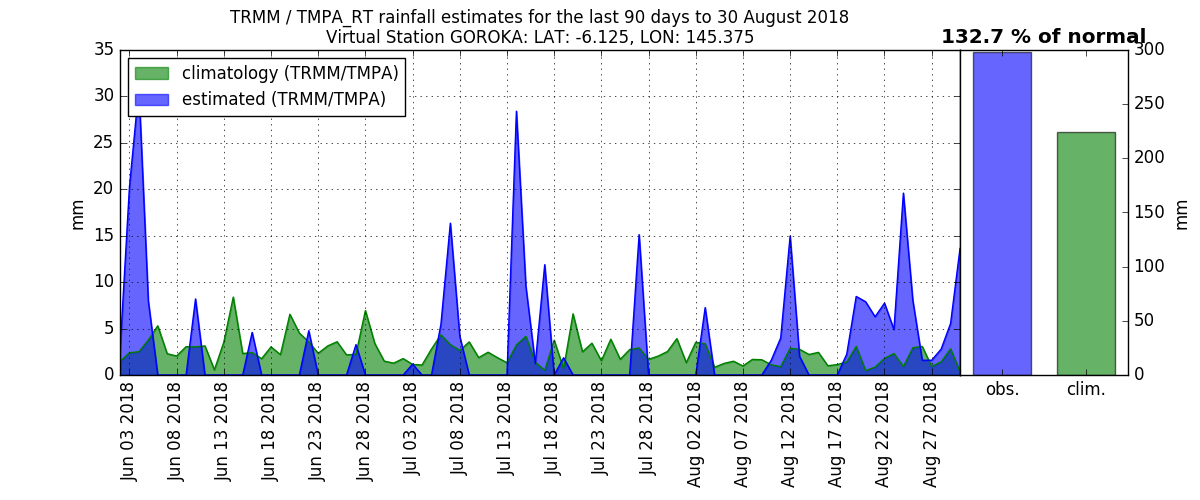 TRMM / TMPA_RT rainfall estimates for the last 90 days to 30 August 2018
Virtual Station GOROKA: LAT: -6.125, LON: 145.375
132.7 % of normal
climatology (TRMM/TMPA)
estimated (TRMM/TMPA)
35
30
25
20
15
10
5
0
mm
Jun 03 2018
Jun 08 2018
Jun 13 2018
Jun 18 2018
Jun 23 2018
Jun 28 2018
Jul 03 2018
Jul 08 2018
Jul 13 2018
Jul 18 2018
Jul 23 2018
Jul 28 2018
Aug 02 2018
Aug 07 2018
Aug 12 2018
Aug 17 2018
Aug 22 2018
Aug 27 2018
300
250
200
150
100
50
0
mm
obs.
clim.